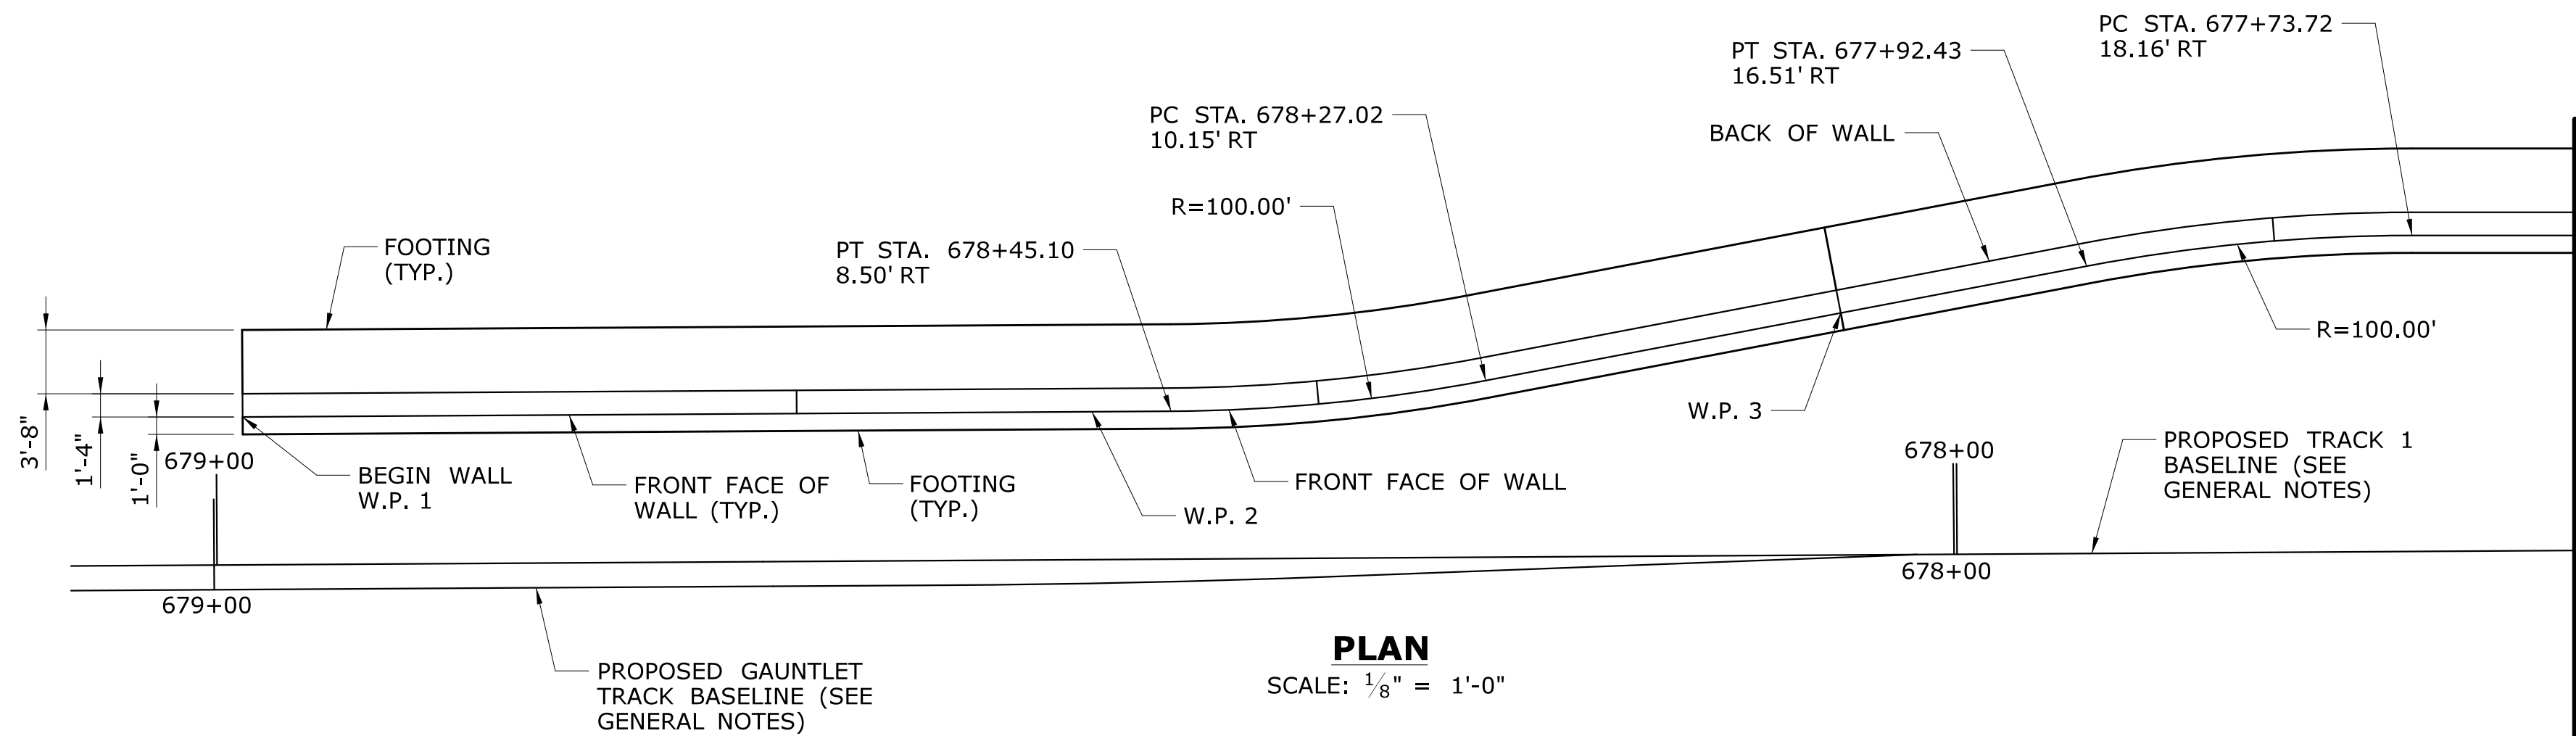 PC STA. 677+73.72
18.16' RT
PT STA. 677+92.43
16.51' RT
PC STA. 678+27.02
10.15' RT
BACK OF WALL
R=100.00'
PT STA. 678+45.10
8.50' RT
FOOTING
(TYP.)
R=100.00'
W.P. 3
3'-8"
1'-4"
1'-0"
679+00
BEGIN WALL
W.P. 1
FRONT FACE OF
WALL (TYP.)
FOOTING
(TYP.)
W.P. 2
FRONT FACE OF WALL
678+00
PROPOSED TRACK 1
BASELINE (SEE
GENERAL NOTES)
678+00
679+00
PROPOSED GAUNTLET
TRACK BASELINE (SEE
GENERAL NOTES)
PLAN
SCALE: 1/8" = 1'-0"